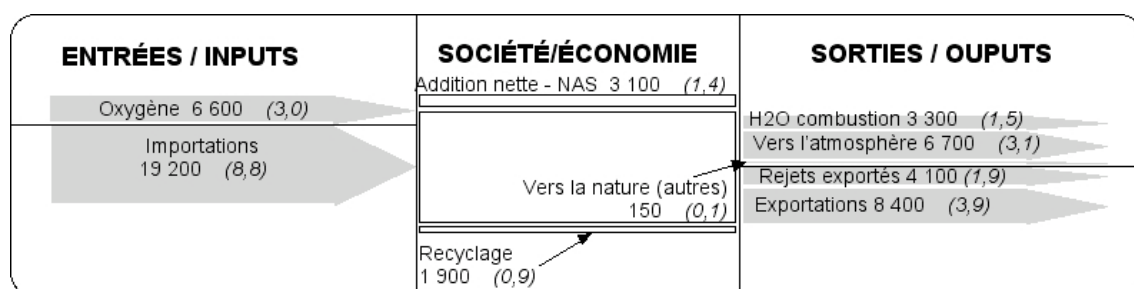 ENTRÉES / INPUTS
Oxygène 6 600 (3,0)
Importations
19 200 (8,8)
SOCIÉTÉ/ÉCONOMIE
Addition nette - NAS 3 100 (1,4)
Vers la nature (autres)
150 (0,1)
Recyclage
1 900 (0,9)
SORTIES / OUPUTS
H2O combustion 3 300 (1,5)
Vers l'atmosphère 6 700 (3,1)
Rejets exportés 4 100 (1,9)
Exportations 8 400 (3,9)